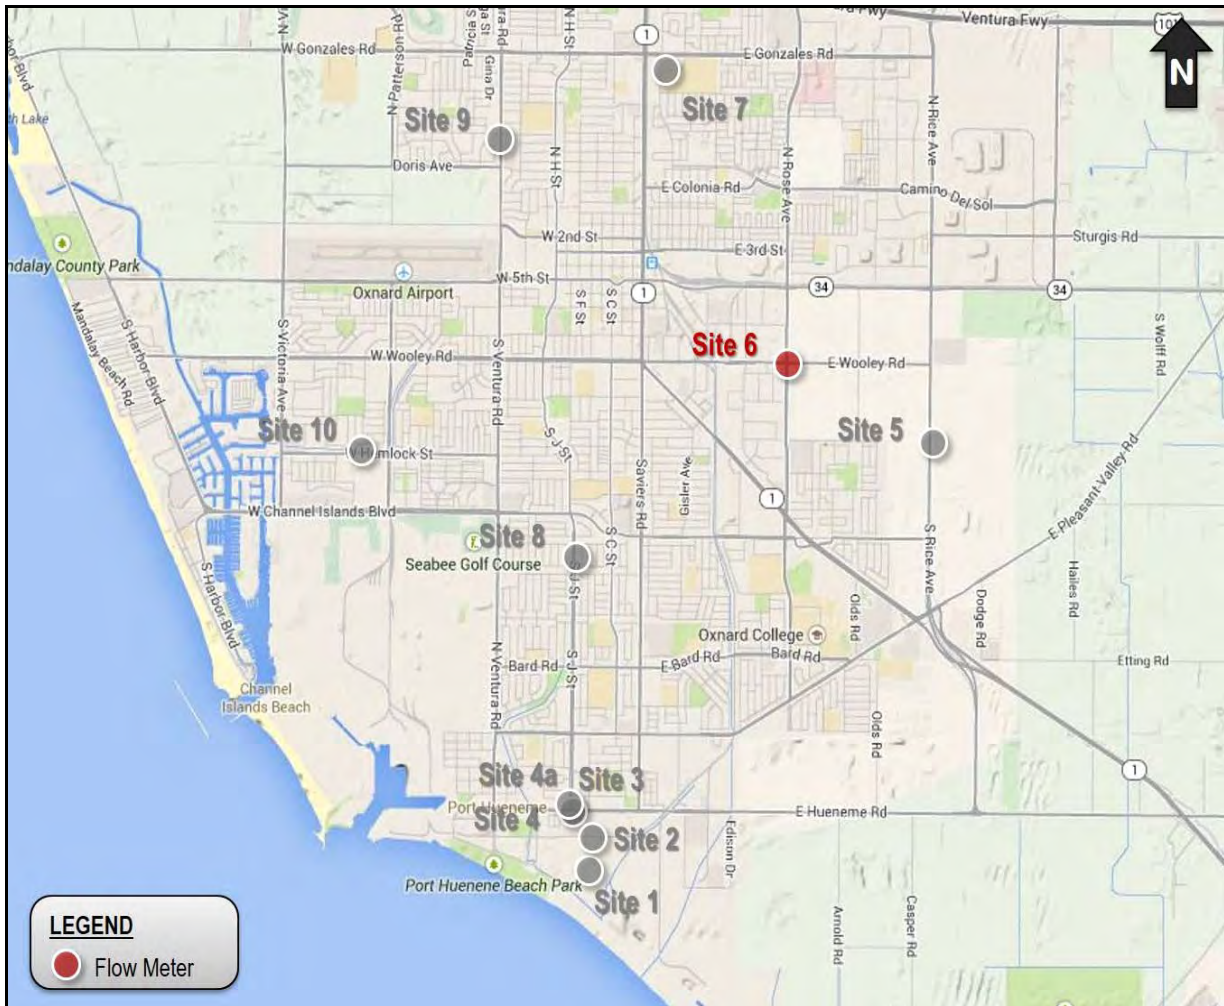 ura Fwy
Ventura Fwy
101
N
W Gonzales Rd
E Gonzales Rd
1
N Patterson Rd
Patricia St
Gina Dr
N H St
Site 7
Site 9
N Rice Ave
th Lake
Doris Ave
N H St
N Rose Ave
E Colonia Rd
Camino Del Sol
W 2nd St
E 3rd St
Sturgis Rd
ndalay County Park
W 5th St
Oxnard Airport
1
34
34
S F St
S C St
Mandalay Beach Rd
S Harbor Blvd
S Victoria Ave
S Ventura Rd
S Wolff Rd
Site 6
W Wooley Rd
E Wooley Rd
Site 10
W Hemlock St
S J St
Site 5
Saviers Rd
Gisler Ave
E Pleasant Valley Rd
1
W Channel Islands Blvd
Site 8
S C St
S Rice Ave
Seabee Golf Course
S J St
S Harbor Blvd
Olds Rd
Dodge Rd
Hailes Rd
Oxnard College
N Ventura Rd
Bard Rd
S J St
E Bard Rd
Bard Rd
Etting Rd
Channel
Islands Beach
Olds Rd
1
Site 4a
Site 3
Port Hueneme
Site 4
E Hueneme Rd
Site 2
Edison Dr
Port Huenene Beach Park
Site 1
Arnold Rd
Casper Rd
LEGEND
Flow Meter